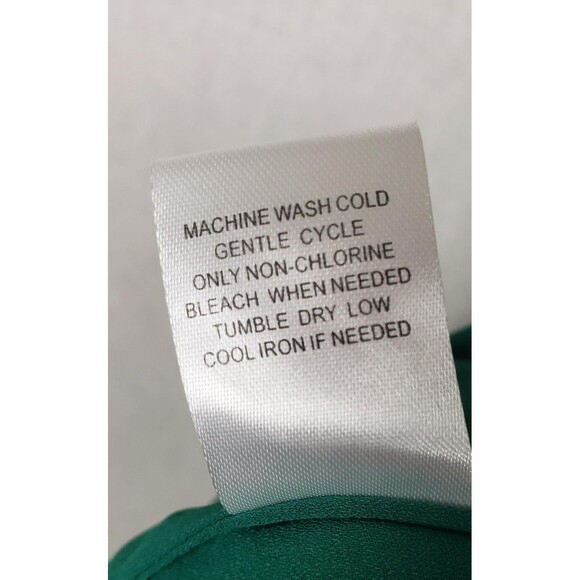 MACHINE WASH COLD
GENTLE CYCLE
ONLY NON-CHLORINE
BLEACH WHEN NEEDED
TUMBLE DRY LOW
COOL IRON IF NEEDED